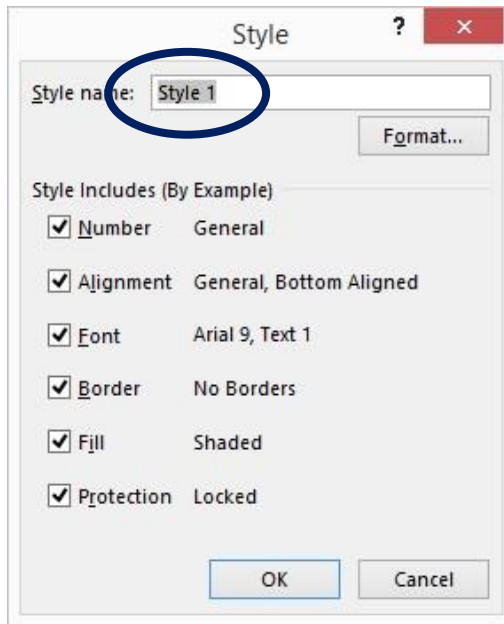 Style ? ×
Style name: Style 1
Format...
Style Includes (By Example)
Number General
Alignment General, Bottom Aligned
Font Arial 9, Text 1
Border No Borders
Fill Shaded
Protection Locked
OK Cancel